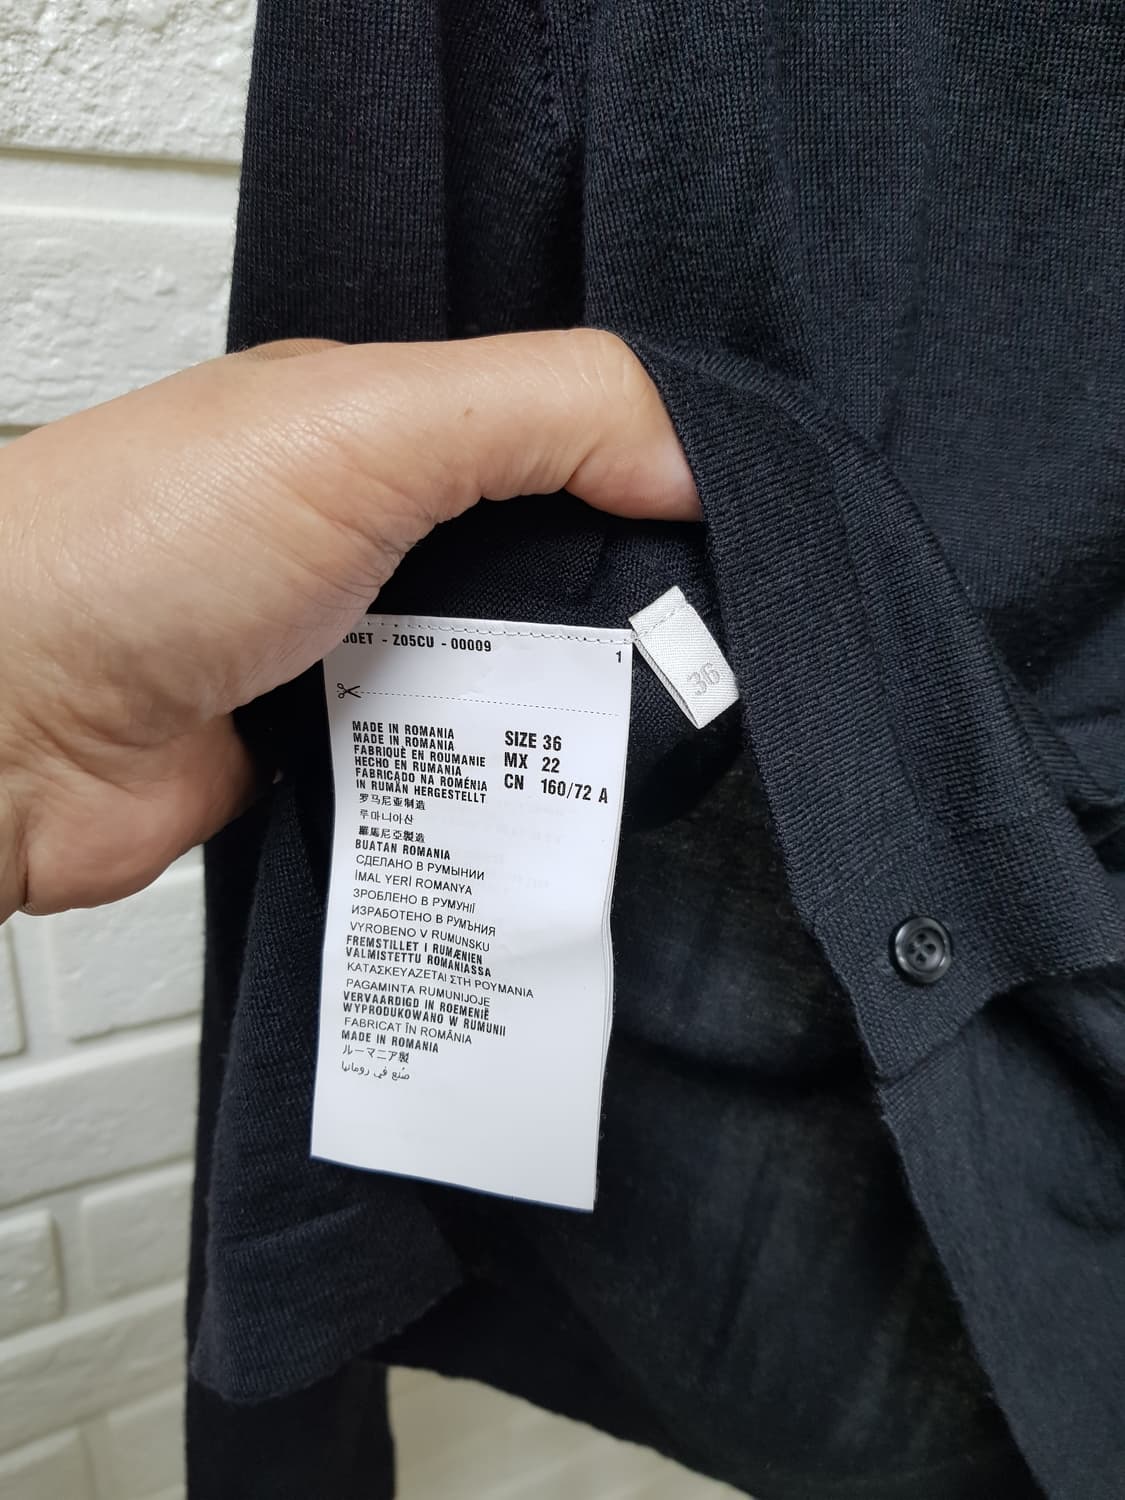 00ET - Z05CU - 00009
1
MADE IN ROMANIA
MADE IN ROMANIA
FABRIQUÈ EN ROUMANIE
HECHO EN RUMANIA
FABRICADO NA ROMÉNIA
IN RUMÄN HERGESTELLT
罗马尼亚制造
루마니아산
羅馬尼亞製造
BUATAN ROMANIA
СДЕЛАНО В РУМЫНИИ
İMAL YERİ ROMANYA
ЗРОБЛЕНО В РУМУНІЇ
ИЗРАБОТЕНО В РУМЪНИЯ
VYROBENO V RUMUNSKU
FREMSTILLET I RUMÆNIEN
VALMISTETTU ROMANIASSA
ΚΑΤΑΣΚΕΥΑΖΕΤΑΙ ΣΤΗ ΡΟΥΜΑΝΙΑ
PAGAMINTA RUMUNIJOJE
VERVAARDIGD IN ROEMENIË
WYPRODUKOWANO W RUMUNII
FABRICAT ÎN ROMÂNIA
MADE IN ROMANIA
ルーマニア製
صُنع في رومانيا
SIZE 36
MX 22
CN 160/72 A
36